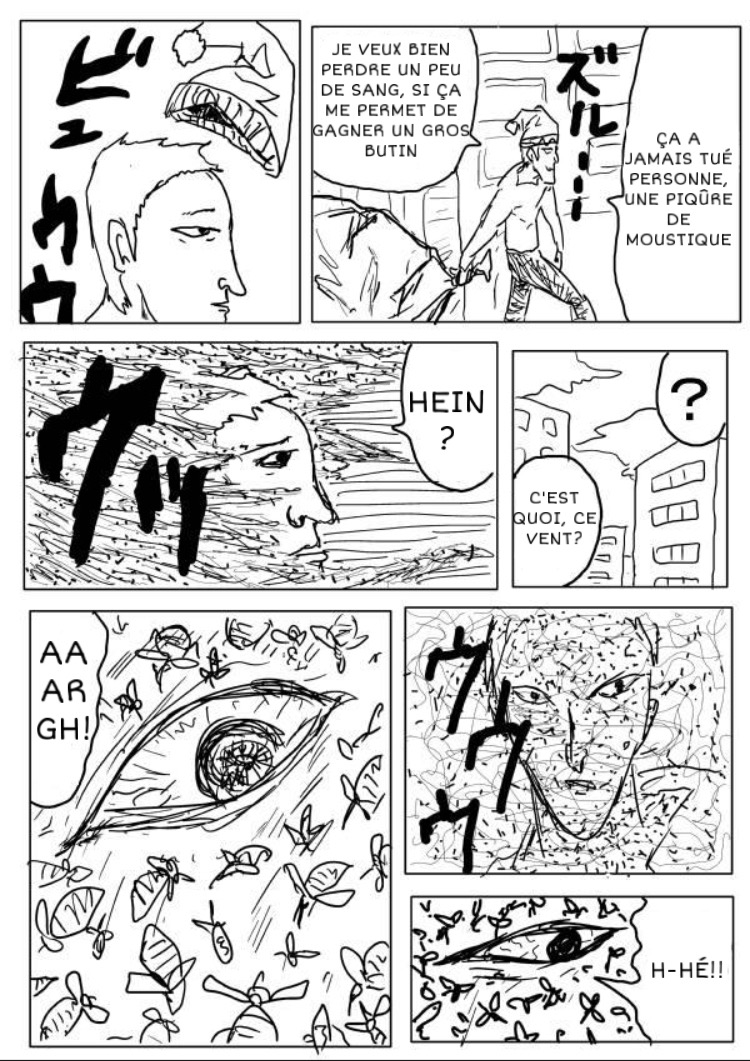 ÇA A
JAMAIS TUÉ
PERSONNE,
UNE PIQÛRE
DE
MOUSTIQUE
ズルー
JE VEUX BIEN
PERDRE UN PEU
DE SANG, SI ÇA
ME PERMET DE
GAGNER UN GROS
BUTIN
ビュゥウ
?
C'EST
QUOI, CE
VENT?
HEIN
?
ウッ
ウウウ
H-HÉ!!
AA
AR
GH!